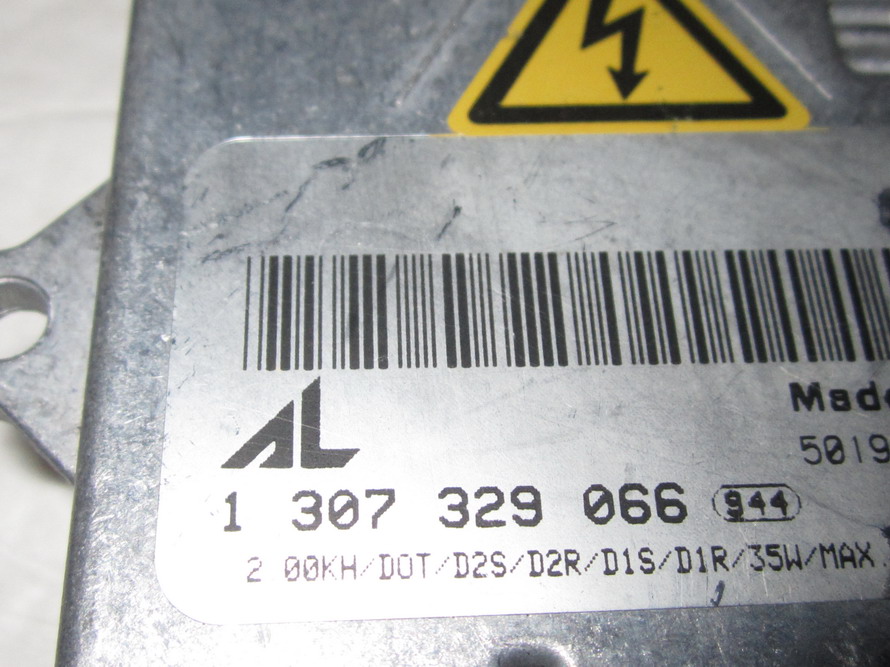 AL
Made
5019
1 307 329 066 944
2 00KH/DOT/D2S/D2R/D1S/D1R/35W/MAX.